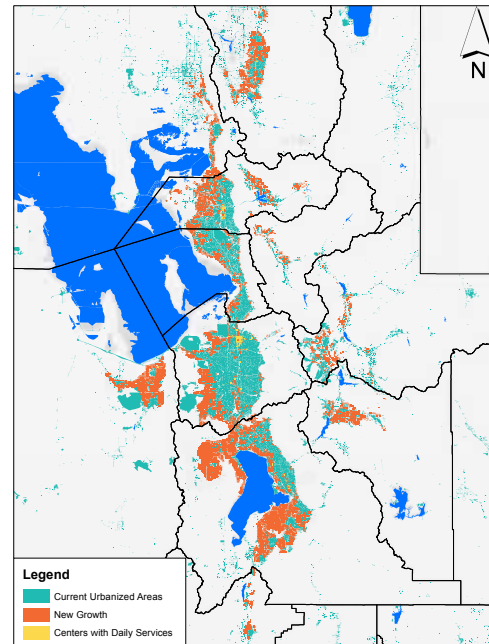 N
Legend
Current Urbanized Areas
New Growth
Centers with Daily Services